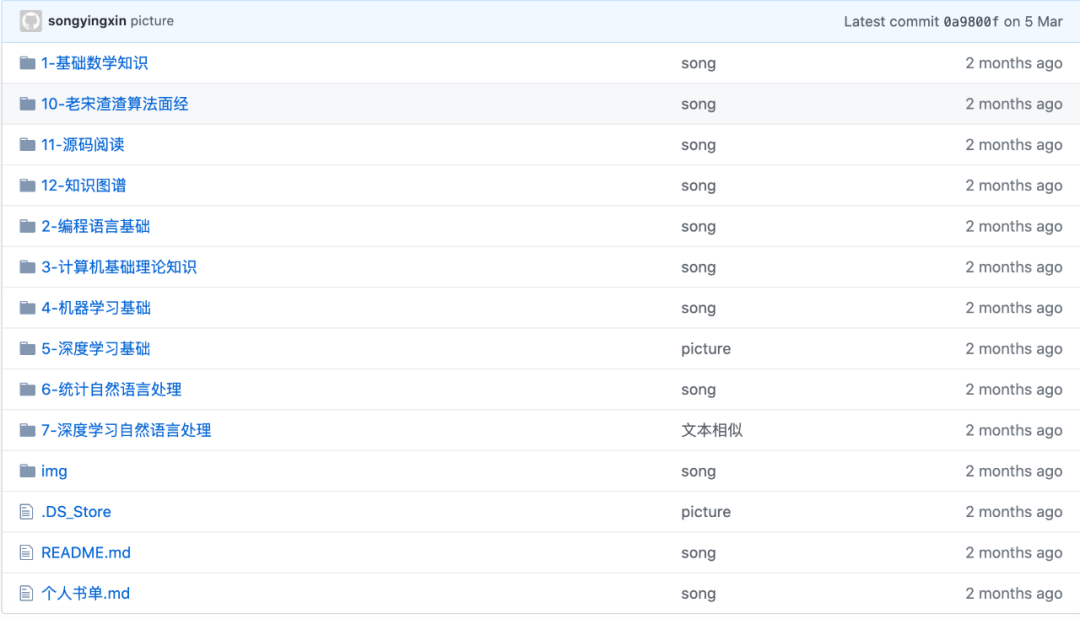 songyingxin picture Latest commit 0a9800f on 5 Mar
1-基础数学知识 song 2 months ago
10-老宋渣渣算法面经 song 2 months ago
11-源码阅读 song 2 months ago
12-知识图谱 song 2 months ago
2-编程语言基础 song 2 months ago
3-计算机基础理论知识 song 2 months ago
4-机器学习基础 song 2 months ago
5-深度学习基础 picture 2 months ago
6-统计自然语言处理 song 2 months ago
7-深度学习自然语言处理 文本相似 2 months ago
img song 2 months ago
.DS_Store picture 2 months ago
README.md song 2 months ago
个人书单.md song 2 months ago